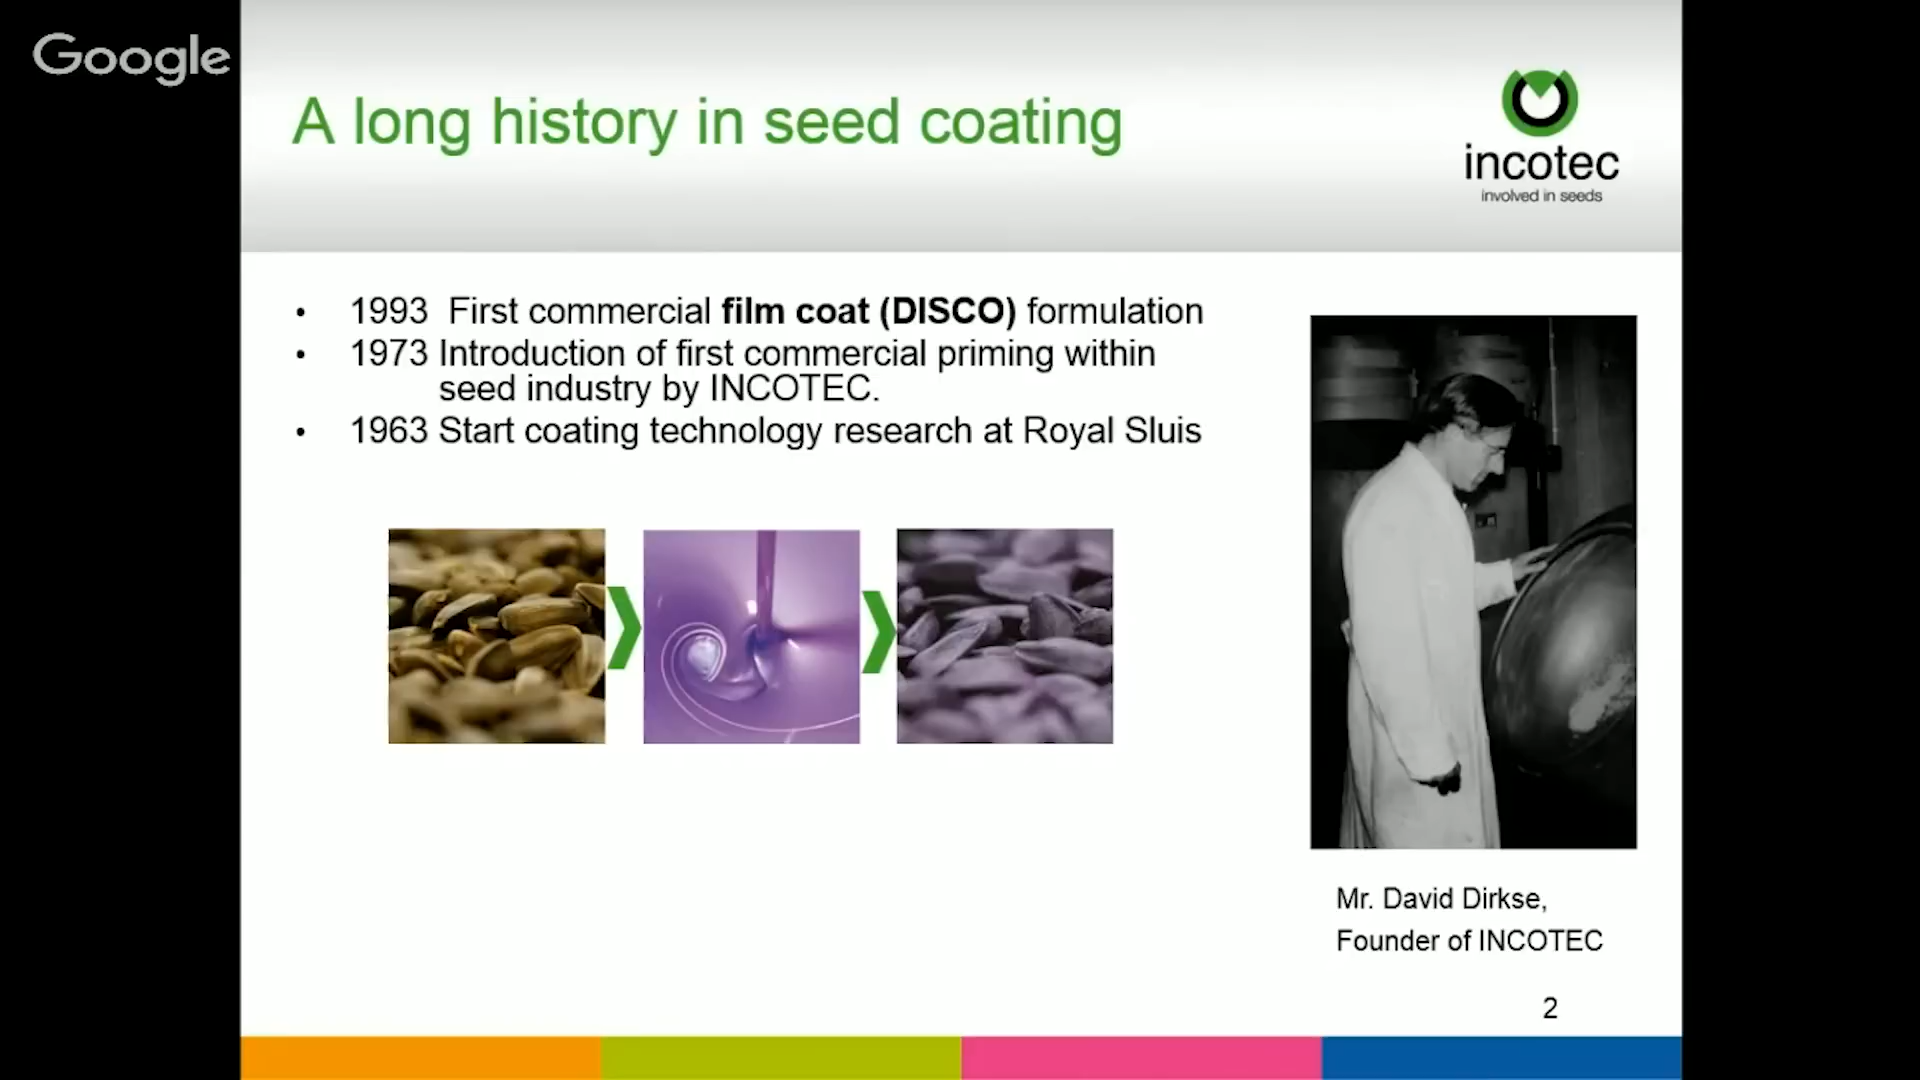 Google
A long history in seed coating
incotec
involved in seeds
• 1993 First commercial film coat (DISCO) formulation
• 1973 Introduction of first commercial priming within
seed industry by INCOTEC.
• 1963 Start coating technology research at Royal Sluis
Mr. David Dirkse,
Founder of INCOTEC
2